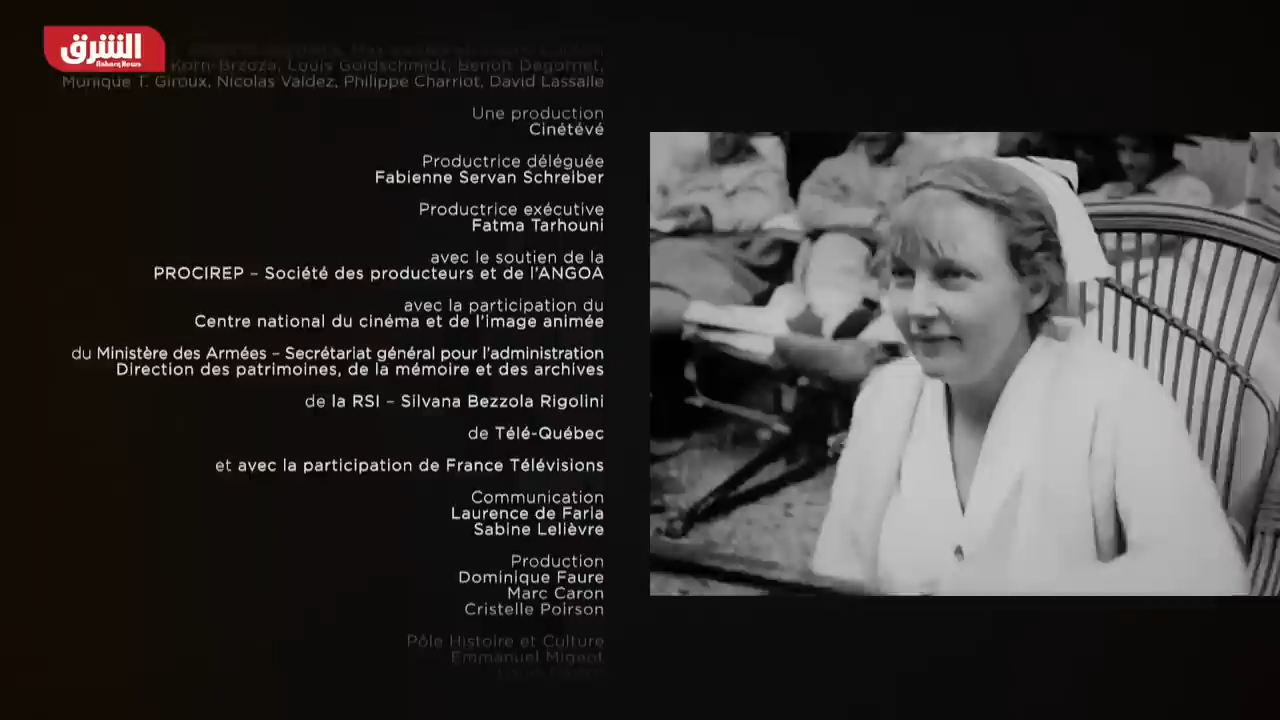 الشرق
Asharq News
Korn-Brzoza, Louis Goldschmidt, Benoît Degomet,
Munique T. Giroux, Nicolas Valdez, Philippe Charriot, David Lassalle
Une production
Cinétévé
Productrice déléguée
Fabienne Servan Schreiber
Productrice exécutive
Fatma Tarhouni
avec le soutien de la
PROCIREP – Société des producteurs et de l'ANGOA
avec la participation du
Centre national du cinéma et de l'image animée
du Ministère des Armées – Secrétariat général pour l'administration
Direction des patrimoines, de la mémoire et des archives
de la RSI – Silvana Bezzola Rigolini
de Télé-Québec
et avec la participation de France Télévisions
Communication
Laurence de Faria
Sabine Lelièvre
Production
Dominique Faure
Marc Caron
Cristelle Poirson
Pôle Histoire et Culture
Emmanuel Migeot